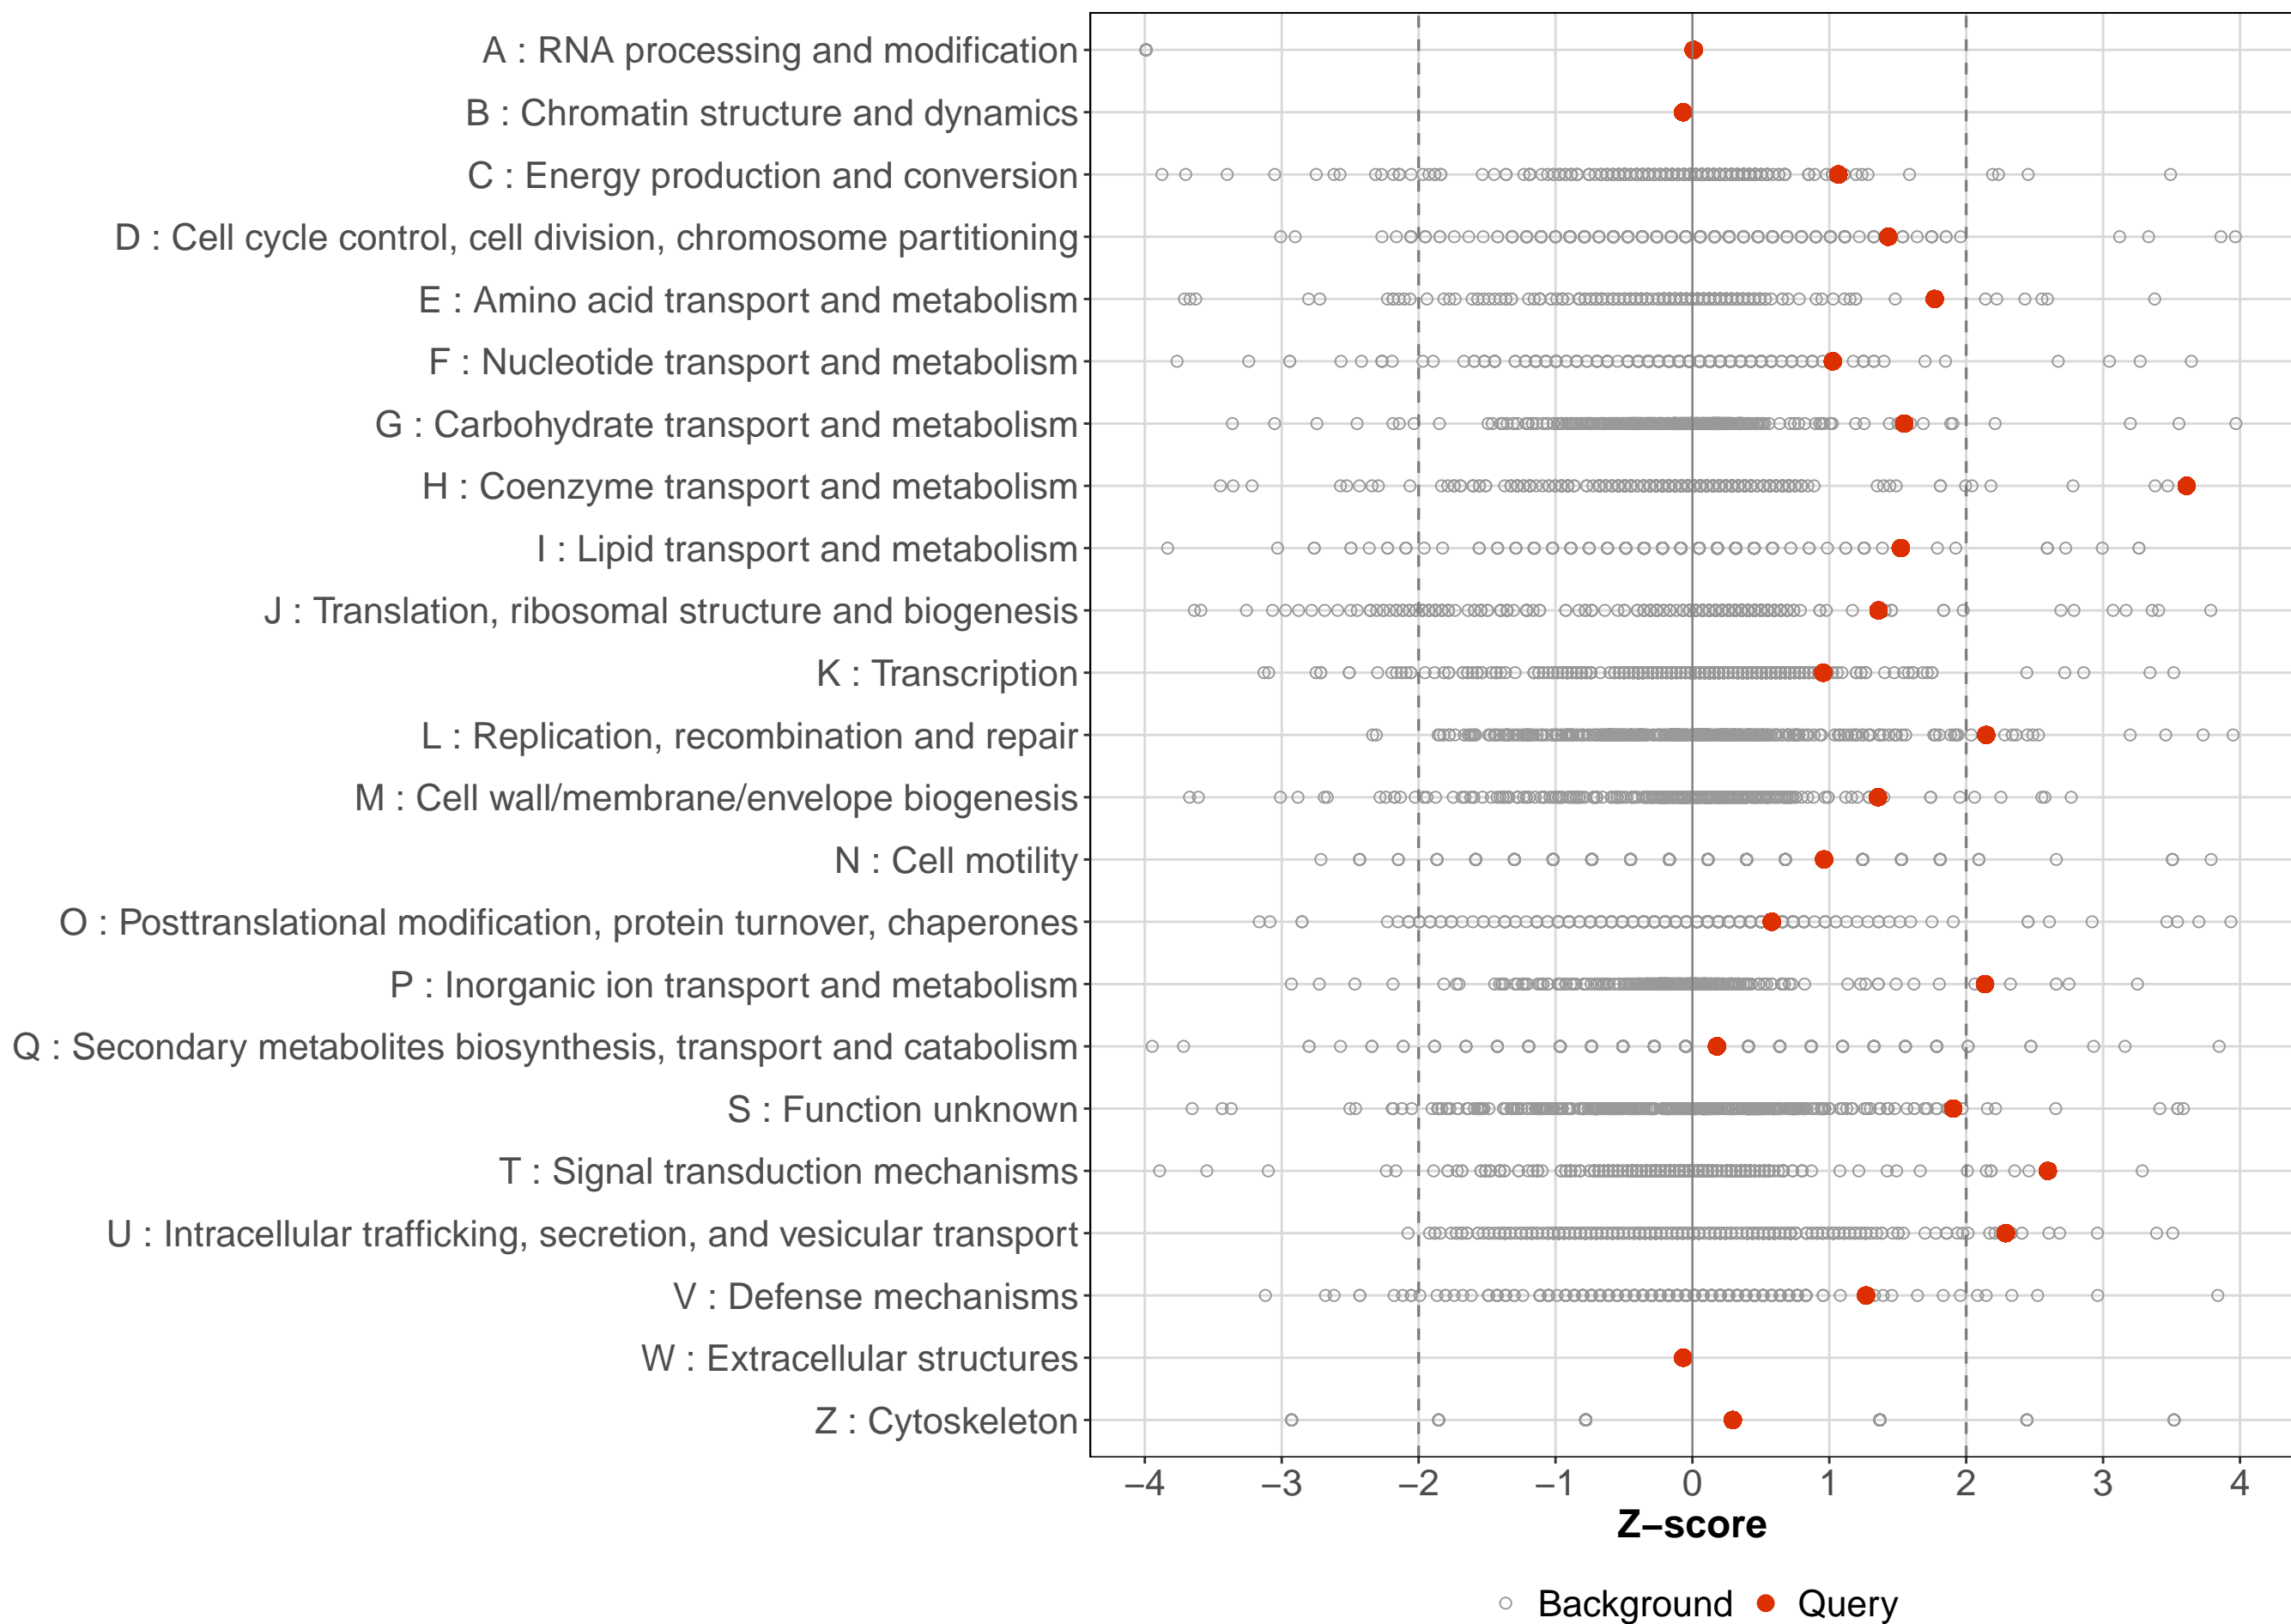 A : RNA processing and modification
B : Chromatin structure and dynamics
C : Energy production and conversion
D : Cell cycle control, cell division, chromosome partitioning
E : Amino acid transport and metabolism
F : Nucleotide transport and metabolism
G : Carbohydrate transport and metabolism
H : Coenzyme transport and metabolism
I : Lipid transport and metabolism
J : Translation, ribosomal structure and biogenesis
K : Transcription
L : Replication, recombination and repair
M : Cell wall/membrane/envelope biogenesis
N : Cell motility
O : Posttranslational modification, protein turnover, chaperones
P : Inorganic ion transport and metabolism
Q : Secondary metabolites biosynthesis, transport and catabolism
S : Function unknown
T : Signal transduction mechanisms
U : Intracellular trafficking, secretion, and vesicular transport
V : Defense mechanisms
W : Extracellular structures
Z : Cytoskeleton
−4 −3 −2 −1 0 1 2 3 4
Z−score
Background Query